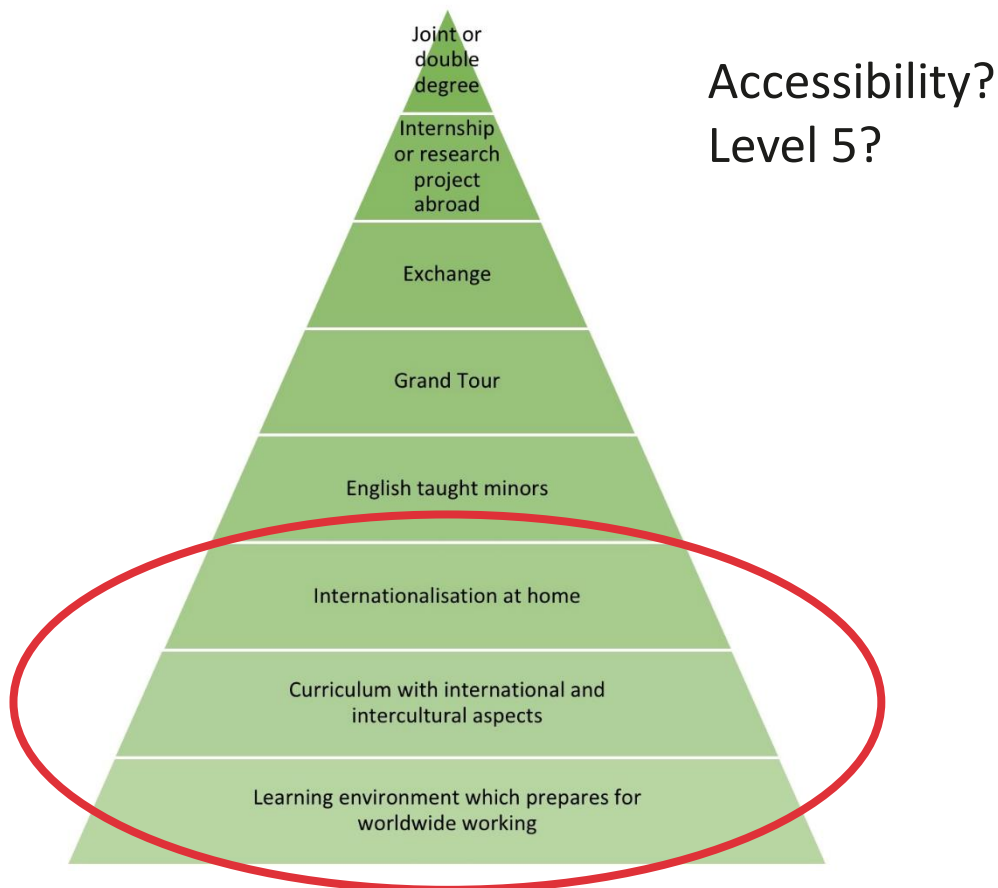 Joint or
double
degree
Accessibility?
Level 5?
Internship
or research
project
abroad
Exchange
Grand Tour
English taught minors
Internationalisation at home
Curriculum with international and
intercultural aspects
Learning environment which prepares for
worldwide working